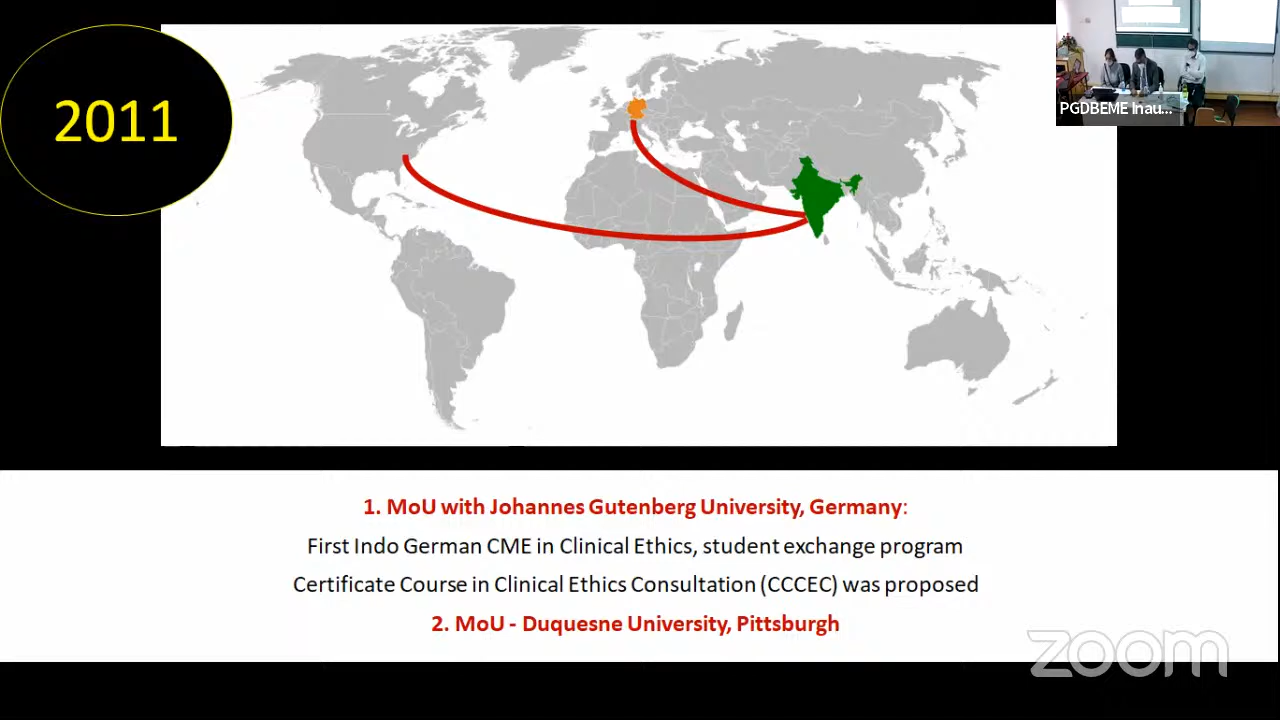 2011
PGDBEME Inau...
1. MoU with Johannes Gutenberg University, Germany:
First Indo German CME in Clinical Ethics, student exchange program
Certificate Course in Clinical Ethics Consultation (CCCEC) was proposed
2. MoU - Duquesne University, Pittsburgh
zoom